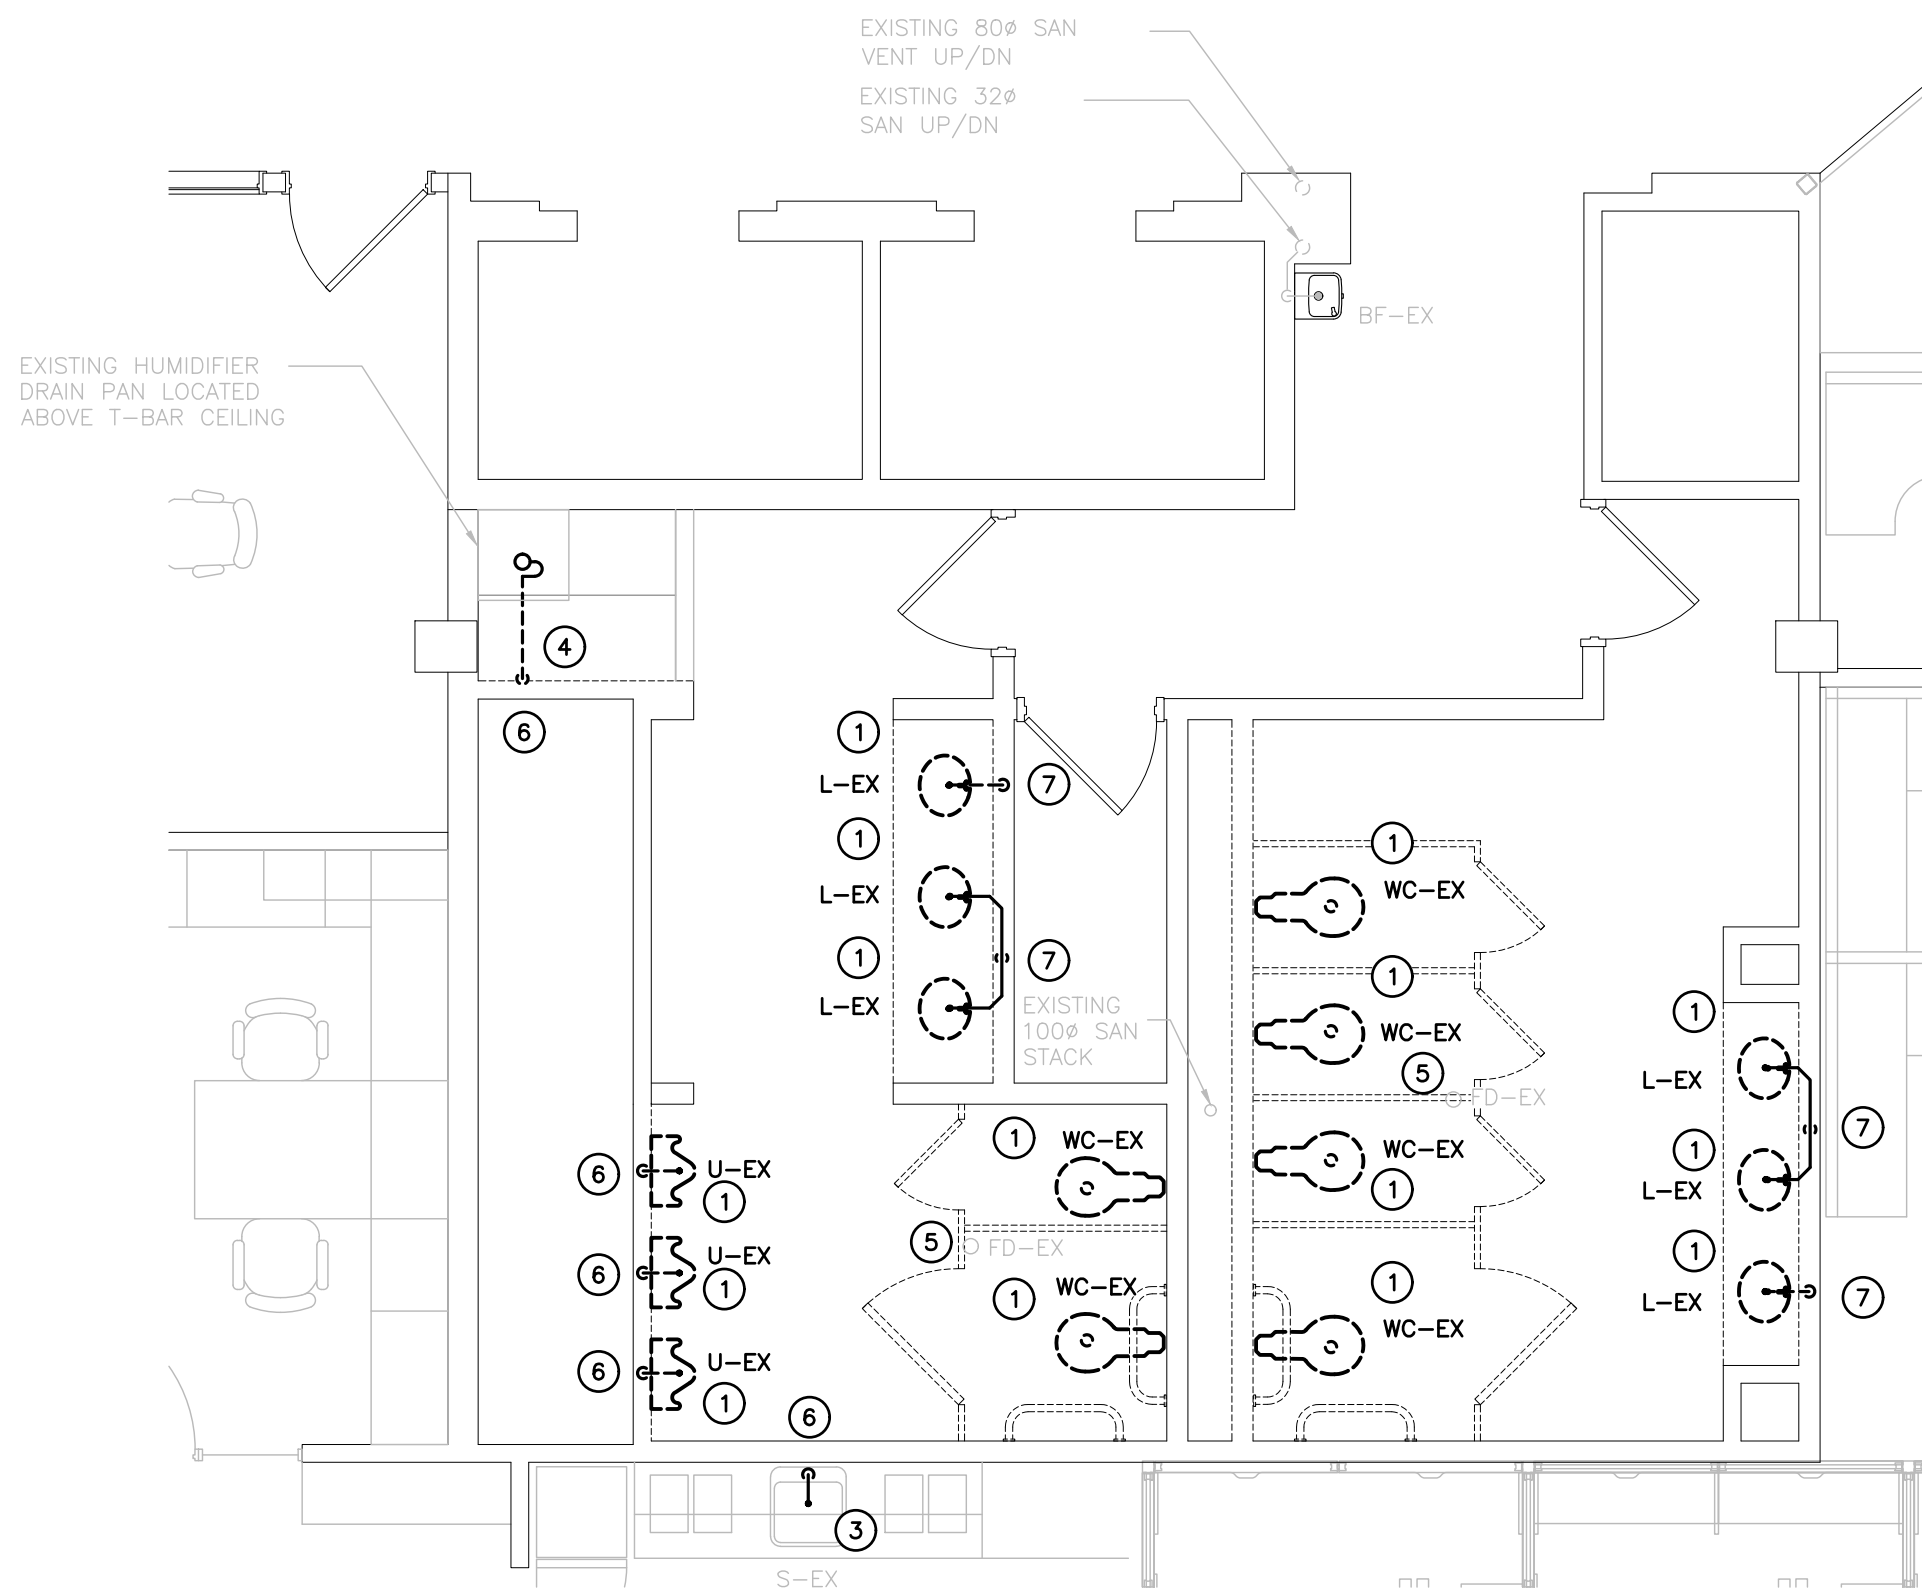 EXISTING 80ø SAN
VENT UP/DN
EXISTING 32ø
SAN UP/DN
BF-EX
EXISTING HUMIDIFIER
DRAIN PAN LOCATED
ABOVE T-BAR CEILING
4
6
1
L-EX
7
1
L-EX
1
L-EX
7
EXISTING
100ø SAN
STACK
1
WC-EX
1
WC-EX
5
FD-EX
WC-EX
1
1
WC-EX
1
L-EX
1
L-EX
7
1
L-EX
7
1
WC-EX
5
FD-EX
1
WC-EX
6
U-EX
1
6
U-EX
1
6
U-EX
1
6
3
S-EX